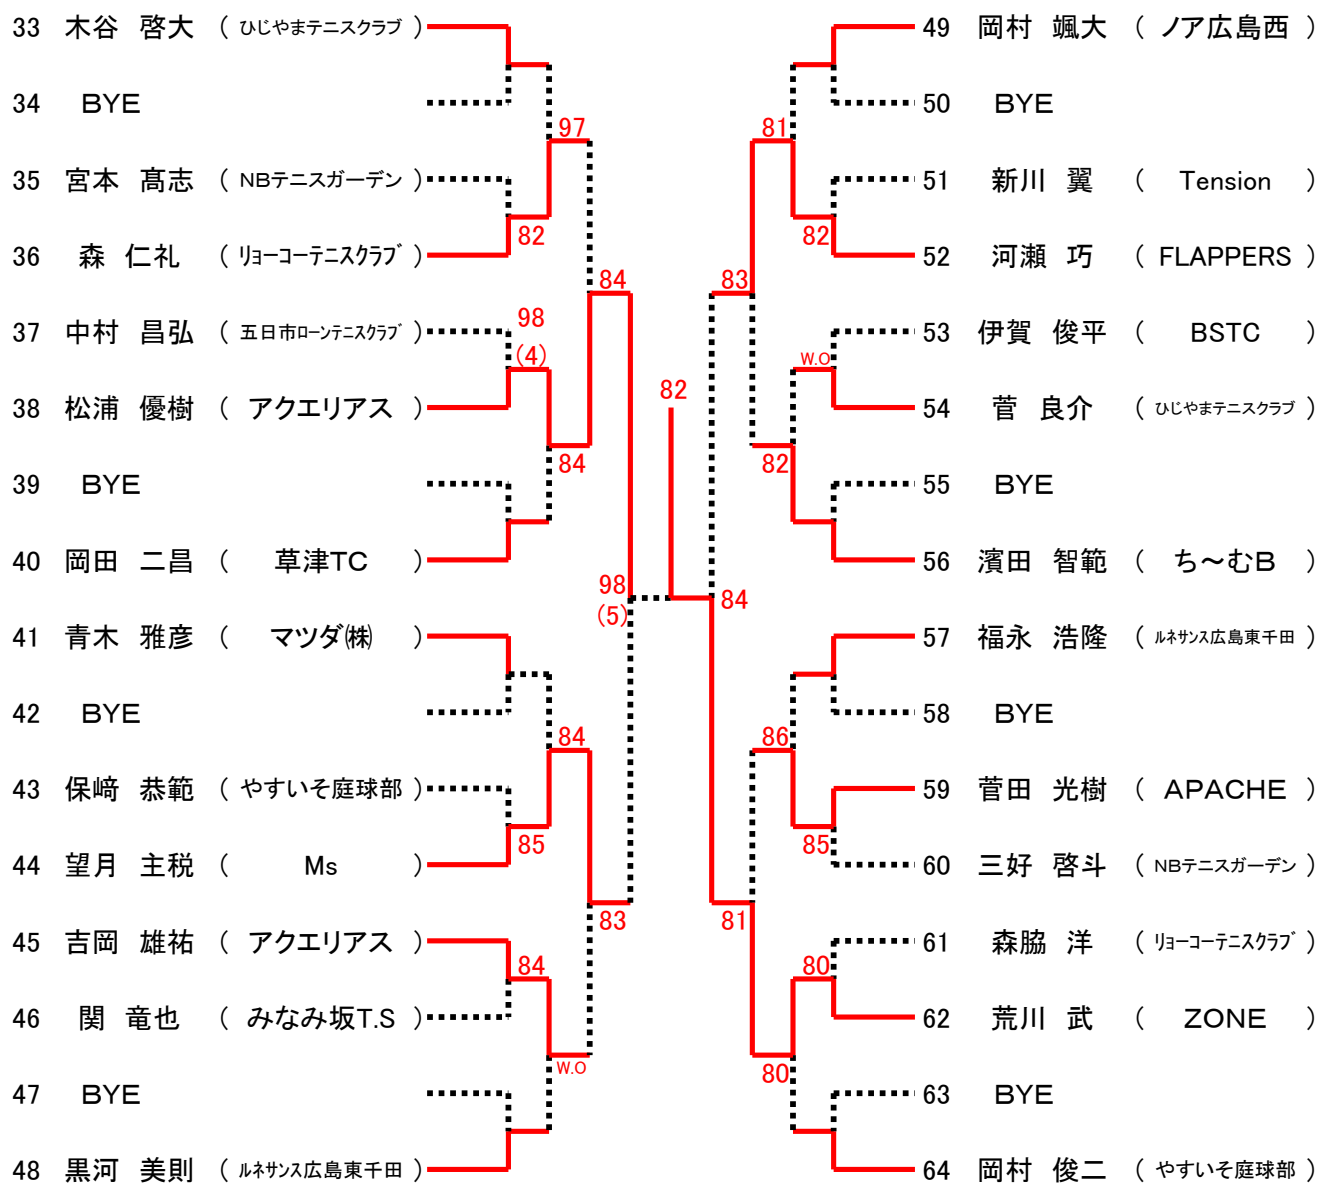 33 木谷 啓大 ( ひじやまテニスクラブ )
34 BYE
97
35 宮本 髙志 ( NBテニスガーデン )
82
36 森 仁礼 ( リョーコーテニスクラブ )
84
37 中村 昌弘 ( 五日市ローンテニスクラブ )
98
(4)
38 松浦 優樹 ( アクエリアス )
84
39 BYE
40 岡田 二昌 ( 草津TC )
98
(5)
41 青木 雅彦 ( マツダ㈱ )
42 BYE
84
43 保﨑 恭範 ( やすいそ庭球部 )
85
44 望月 主税 ( Ms )
83
45 吉岡 雄祐 ( アクエリアス )
84
46 関 竜也 ( みなみ坂T.S )
W.O
47 BYE
48 黒河 美則 ( ルネサンス広島東千田 )
82
49 岡村 颯大 ( ノア広島西 )
50 BYE
81
51 新川 翼 ( Tension )
82
52 河瀬 巧 ( FLAPPERS )
83
53 伊賀 俊平 ( BSTC )
W.O
54 菅 良介 ( ひじやまテニスクラブ )
82
55 BYE
56 濱田 智範 ( ち～むB )
84
57 福永 浩隆 ( ルネサンス広島東千田 )
58 BYE
86
59 菅田 光樹 ( APACHE )
85
60 三好 啓斗 ( NBテニスガーデン )
81
61 森脇 洋 ( リョーコーテニスクラブ )
80
62 荒川 武 ( ZONE )
80
63 BYE
64 岡村 俊二 ( やすいそ庭球部 )